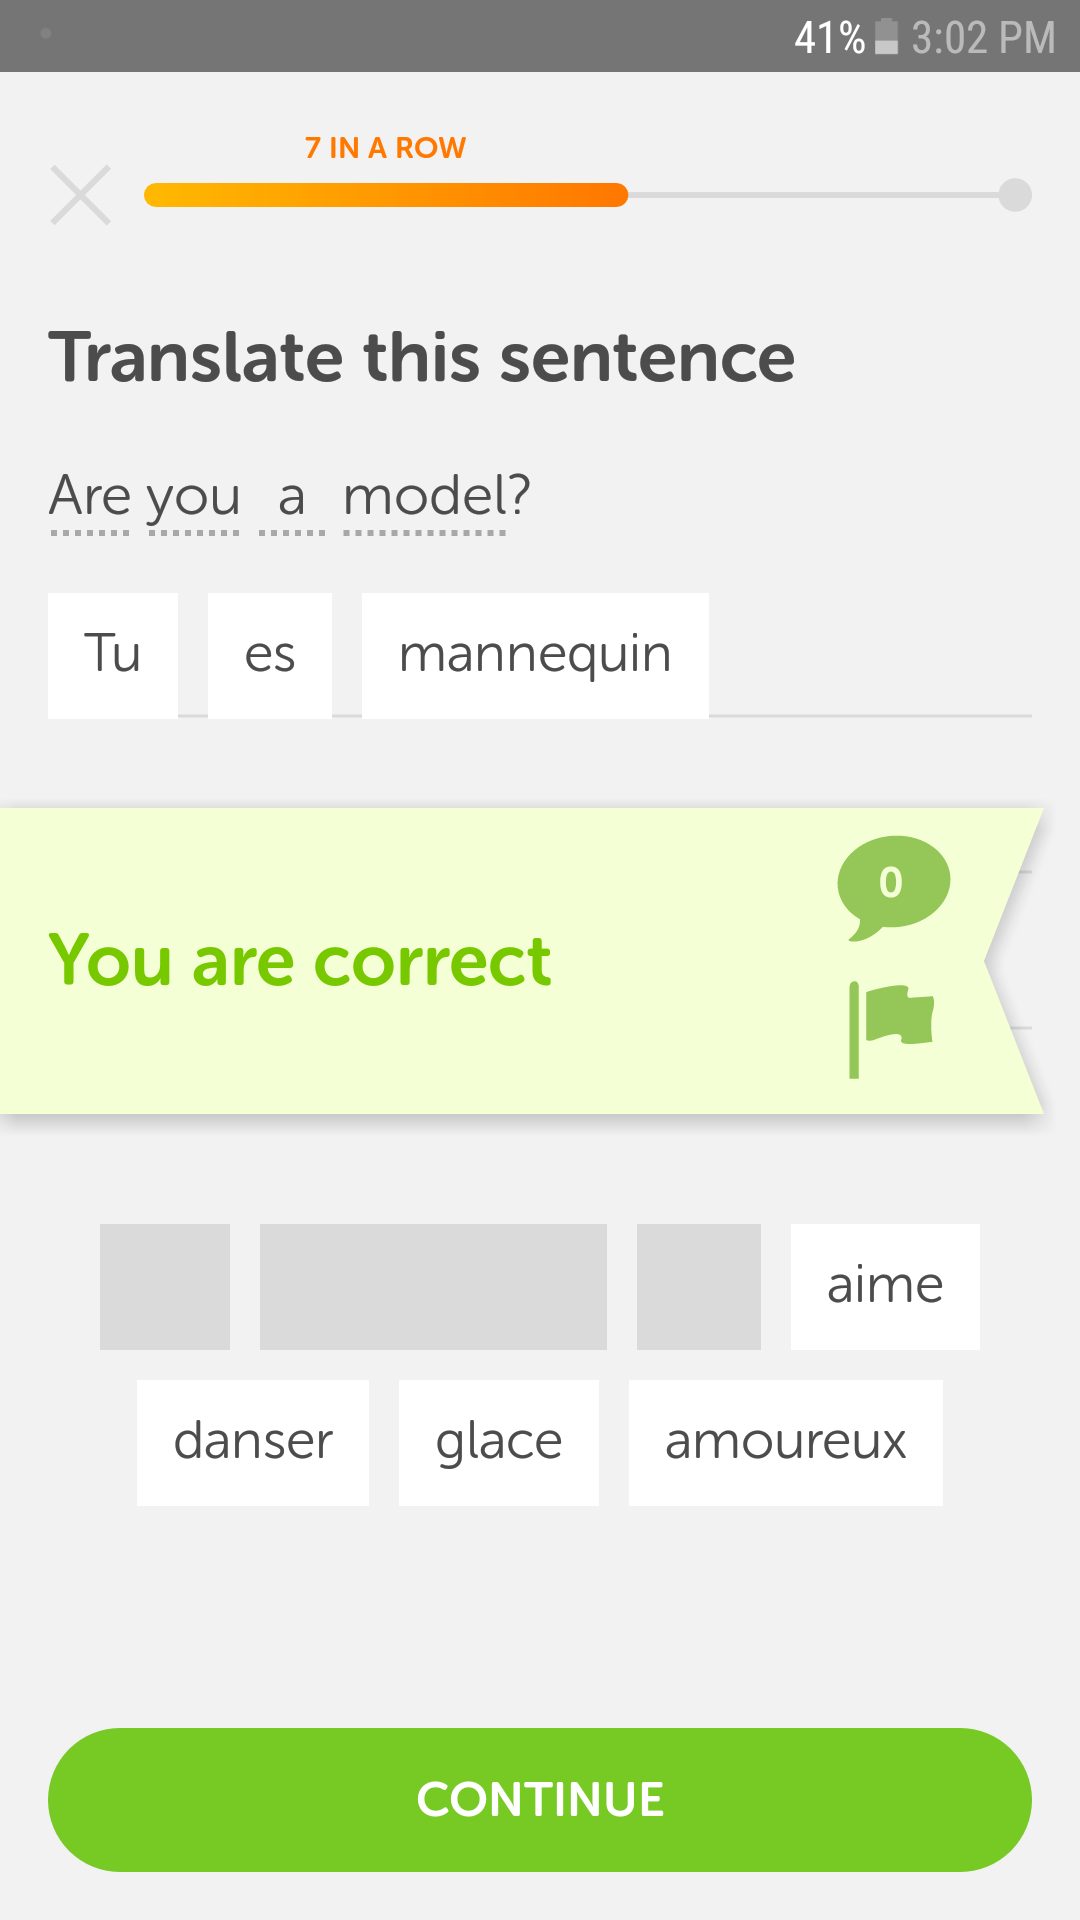 41% 3:02 PM
7 IN A ROW
Translate this sentence
Are you a model?
Tu es mannequin
0
You are correct
aime
danser glace amoureux
CONTINUE